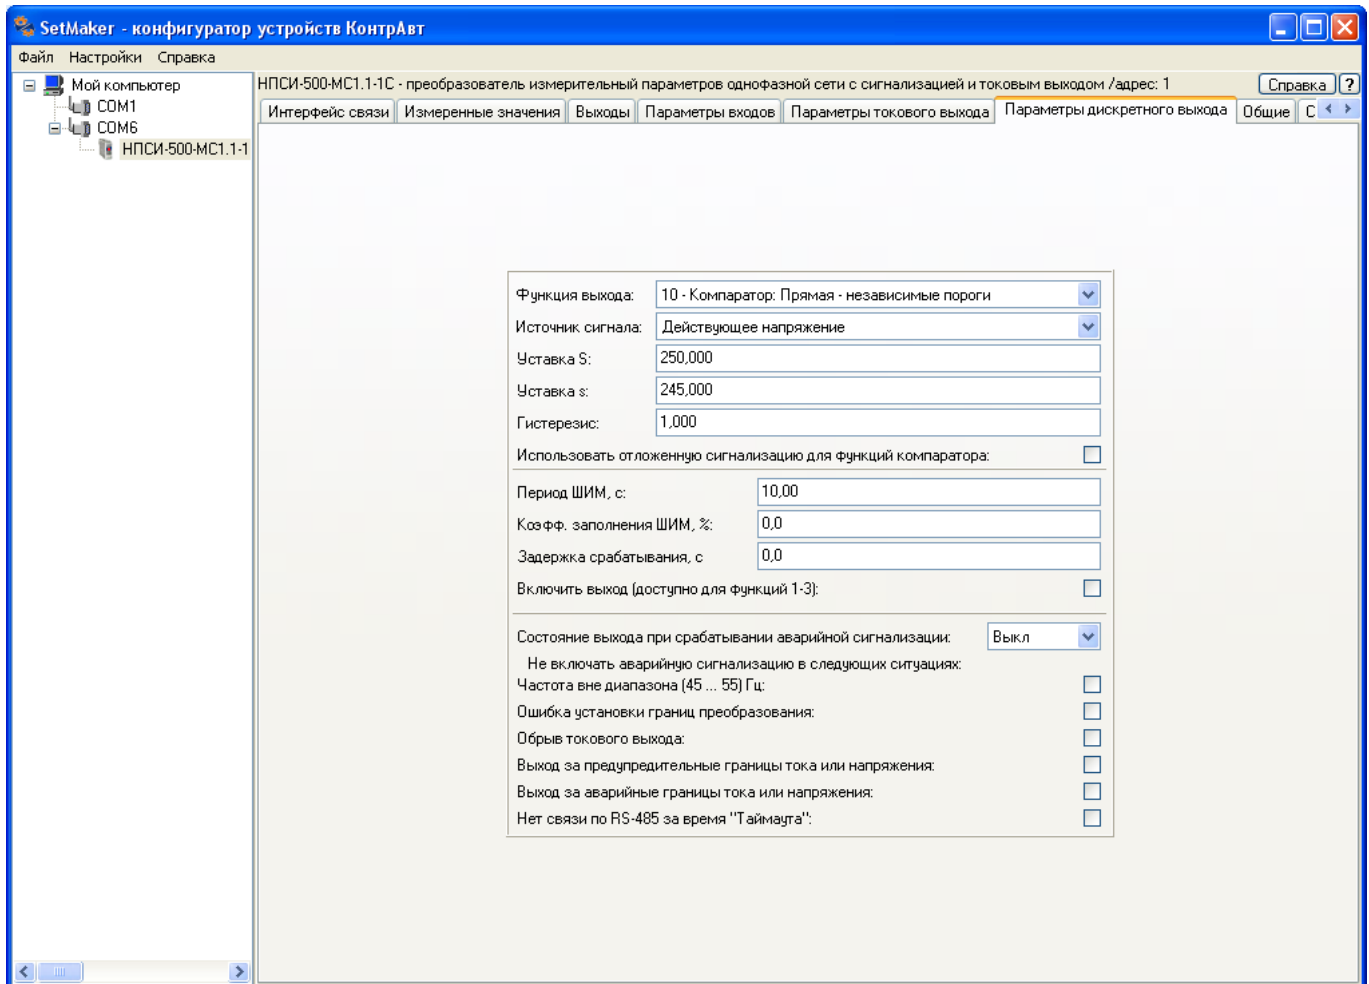 SetMaker - конфигуратор устройств КонтрАвт
Файл Настройки Справка
Мой компьютер
COM1
COM6
НПСИ-500-МС1.1-1
НПСИ-500-МС1.1-1С - преобразователь измерительный параметров однофазной сети с сигнализацией и токовым выходом /адрес: 1
Справка ?
Интерфейс связи Измеренные значения Выходы Параметры входов Параметры токового выхода Параметры дискретного выхода Общие С
Функция выхода: 10 - Компаратор: Прямая - независимые пороги
Источник сигнала: Действующее напряжение
Уставка S: 250,000
Уставка s: 245,000
Гистерезис: 1,000
Использовать отложенную сигнализацию для функций компаратора:
Период ШИМ, с: 10,00
Коэфф. заполнения ШИМ, %: 0,0
Задержка срабатывания, с 0,0
Включить выход (доступно для функций 1-3):
Состояние выхода при срабатывании аварийной сигнализации: Выкл
Не включать аварийную сигнализацию в следующих ситуациях:
Частота вне диапазона (45 ... 55) Гц:
Ошибка установки границ преобразования:
Обрыв токового выхода:
Выход за предупредительные границы тока или напряжения:
Выход за аварийные границы тока или напряжения:
Нет связи по RS-485 за время "Таймаута":